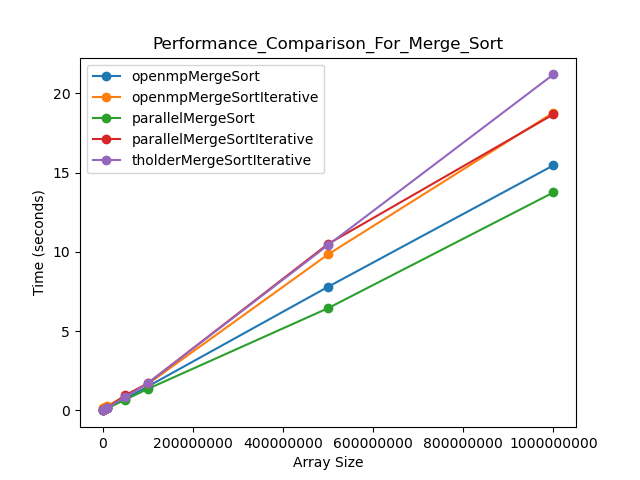 Performance_Comparison_For_Merge_Sort
openmpMergeSort
openmpMergeSortIterative
parallelMergeSort
parallelMergeSortIterative
tholderMergeSortIterative
Time (seconds)
20
15
10
5
0
0 200000000 400000000 600000000 800000000 1000000000
Array Size